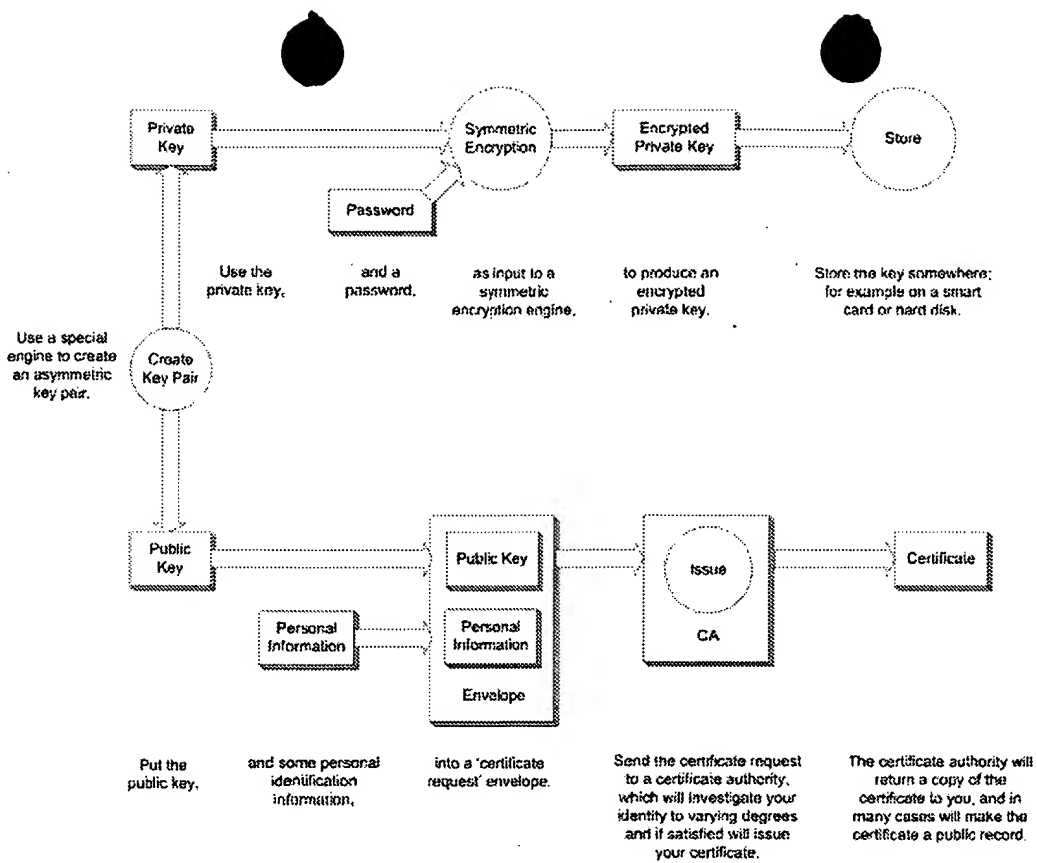 Private
Key
Symmetric
Encryption
Encrypted
Private Key
Store
Password
Use the
private key,
and a
password,
as input to a
symmetric
encryption engine,
to produce an
encrypted
private key.
Store the key somewhere;
for example on a smart
card or hard disk.
Use a special
engine to create
an asymmetric
key pair.
Create
Key Pair
Public
Key
Public Key
Issue
Certificate
Personal
Information
Personal
Information
CA
Envelope
Put the
public key,
and some personal
identification
information,
into a 'certificate
request' envelope.
Send the certificate request
to a certificate authority,
which will investigate your
identity to varying degrees
and if satisfied will issue
your certificate.
The certificate authority will
return a copy of the
certificate to you, and in
many cases will make the
certificate a public record.